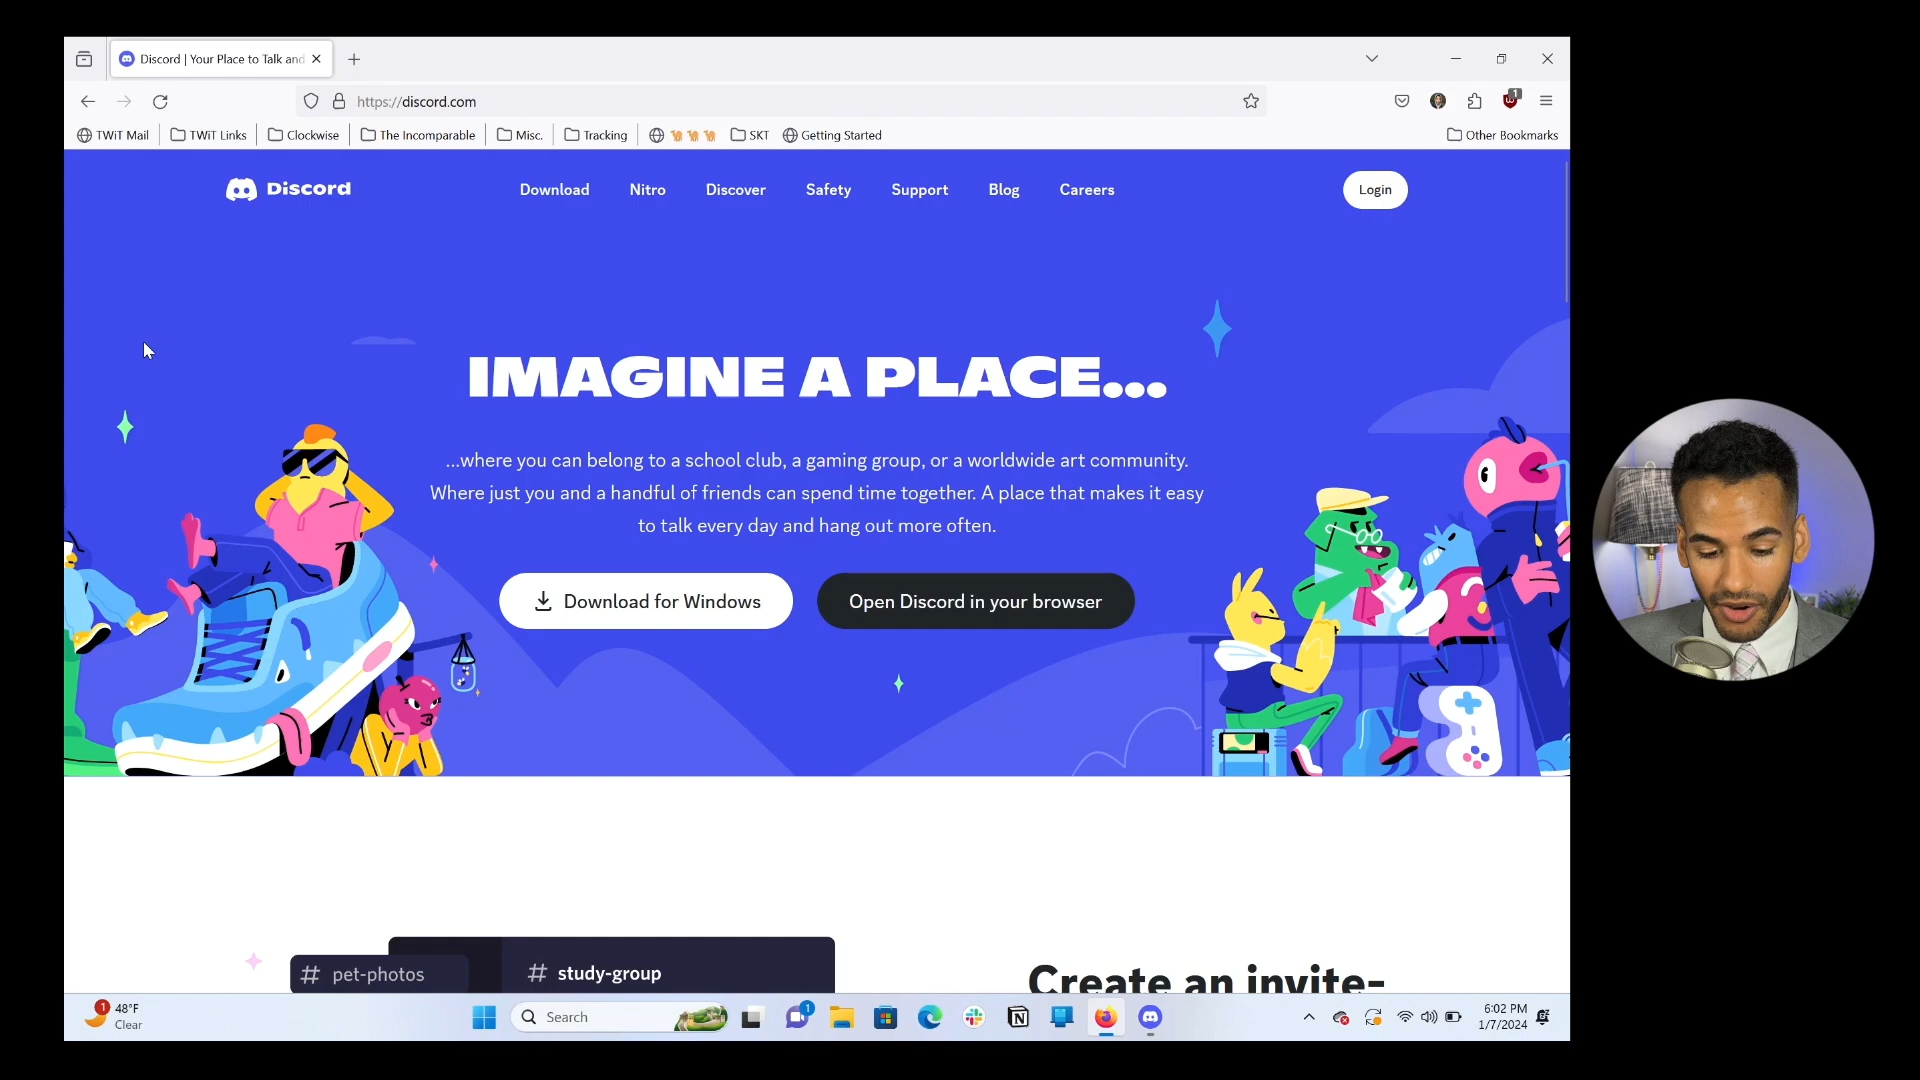 Discord | Your Place to Talk and
https://discord.com
TWiT Mail
TWiT Links
Clockwise
The Incomparable
Misc.
Tracking
SKT
Getting Started
Other Bookmarks
Discord
Download
Nitro
Discover
Safety
Support
Blog
Careers
Login
IMAGINE A PLACE...
...where you can belong to a school club, a gaming group, or a worldwide art community.
Where just you and a handful of friends can spend time together. A place that makes it easy
to talk every day and hang out more often.
Download for Windows
Open Discord in your browser
# pet-photos
# study-group
Create an invite-
1
48°F
Clear
Search
1
6:02 PM
1/7/2024